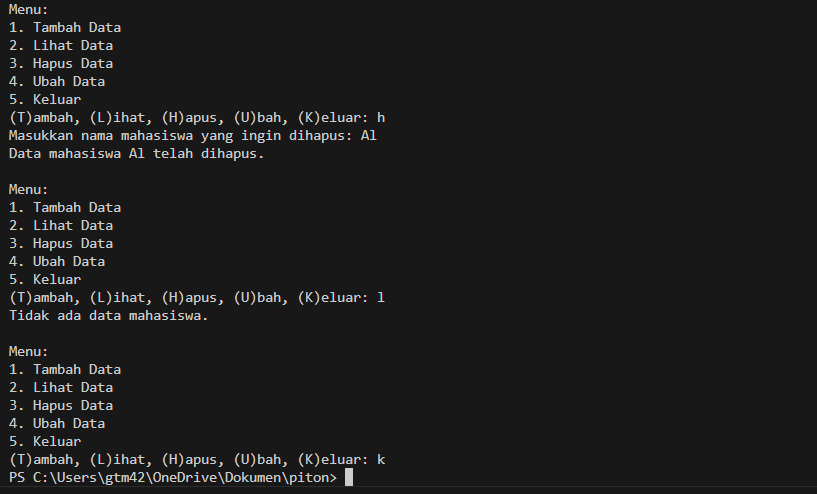 Menu:
1. Tambah Data
2. Lihat Data
3. Hapus Data
4. Ubah Data
5. Keluar
(T)ambah, (L)ihat, (H)apus, (U)bah, (K)eluar: h
Masukkan nama mahasiswa yang ingin dihapus: Al
Data mahasiswa Al telah dihapus.

Menu:
1. Tambah Data
2. Lihat Data
3. Hapus Data
4. Ubah Data
5. Keluar
(T)ambah, (L)ihat, (H)apus, (U)bah, (K)eluar: l
Tidak ada data mahasiswa.

Menu:
1. Tambah Data
2. Lihat Data
3. Hapus Data
4. Ubah Data
5. Keluar
(T)ambah, (L)ihat, (H)apus, (U)bah, (K)eluar: k
PS C:\Users\gtm42\OneDrive\Dokumen\piton>